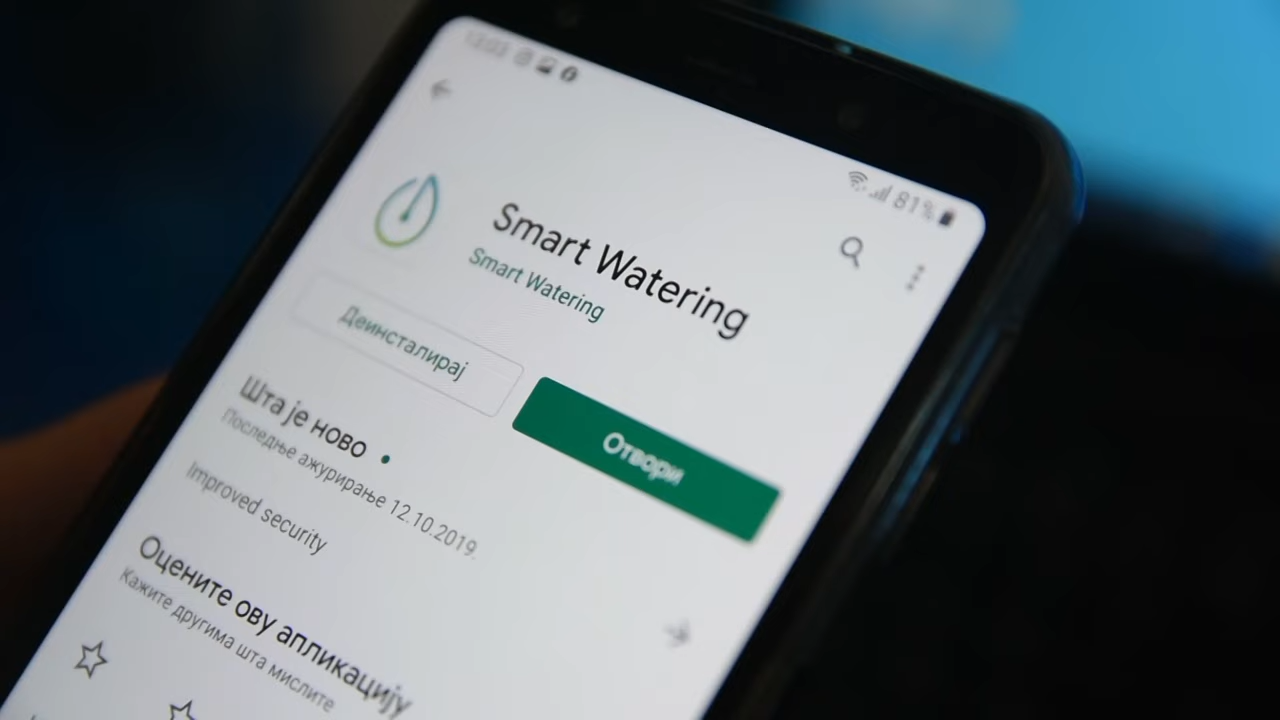 81%
Smart Watering
Smart Watering
Деинсталирај
Отвори
Шта је ново
Последње ажурирање 12.10.2019.
Improved security
Оцените ову апликацију
Кажите другима шта мислите